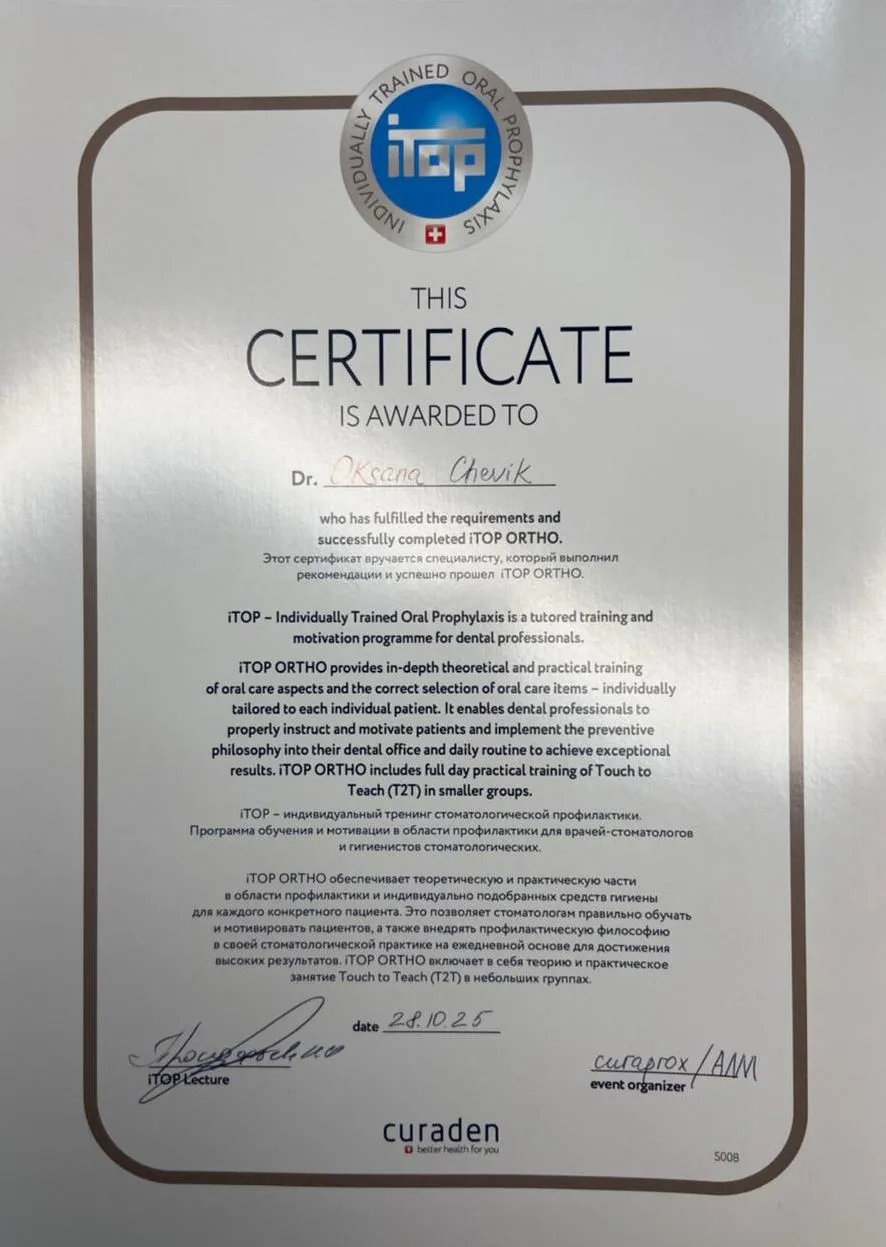 INDIVIDUALLY TRAINED ORAL PROPHYLAXIS
iTop
THIS
CERTIFICATE
IS AWARDED TO
Dr. Oksana Chevik
who has fulfilled the requirements and
successfully completed iTOP ORTHO.
Этот сертификат вручается специалисту, который выполнил
рекомендации и успешно прошел iTOP ORTHO.
iTOP – Individually Trained Oral Prophylaxis is a tutored training and
motivation programme for dental professionals.
iTOP ORTHO provides in-depth theoretical and practical training
of oral care aspects and the correct selection of oral care items – individually
tailored to each individual patient. It enables dental professionals to
properly instruct and motivate patients and implement the preventive
philosophy into their dental office and daily routine to achieve exceptional
results. iTOP ORTHO includes full day practical training of Touch to
Teach (T2T) in smaller groups.
iTOP – индивидуальный тренинг стоматологической профилактики.
Программа обучения и мотивации в области профилактики для врачей-стоматологов
и гигиенистов стоматологических.
iTOP ORTHO обеспечивает теоретическую и практическую части
в области профилактики и индивидуально подобранных средств гигиены
для каждого конкретного пациента. Это позволяет стоматологам правильно обучать
и мотивировать пациентов, а также внедрять профилактическую философию
в своей стоматологической практике на ежедневной основе для достижения
высоких результатов. iTOP ORTHO включает в себя теорию и практическое
занятие Touch to Teach (T2T) в небольших группах.
date 28.10.25
iTOP Lecture
curaprox/АЛМ
event organizer
curaden
better health for you
S008